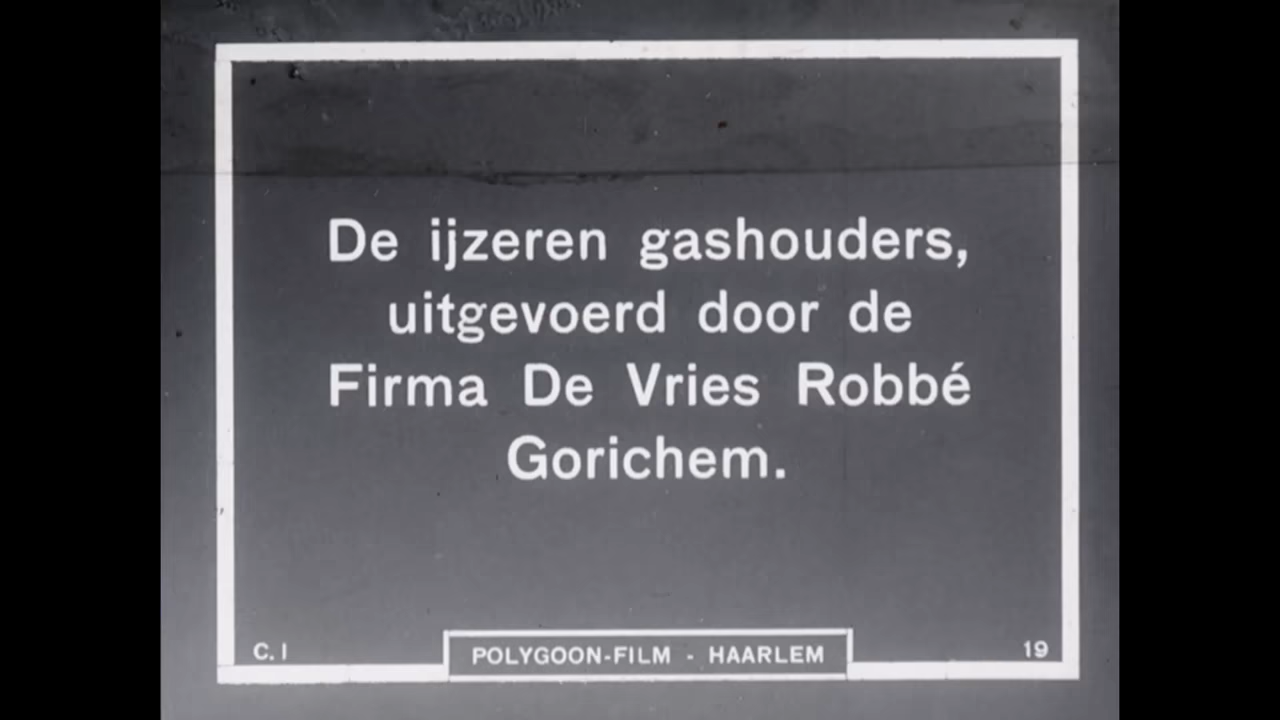 De ijzeren gashouders,
uitgevoerd door de
Firma De Vries Robbé
Gorichem.
C. I
POLYGOON-FILM - HAARLEM
19